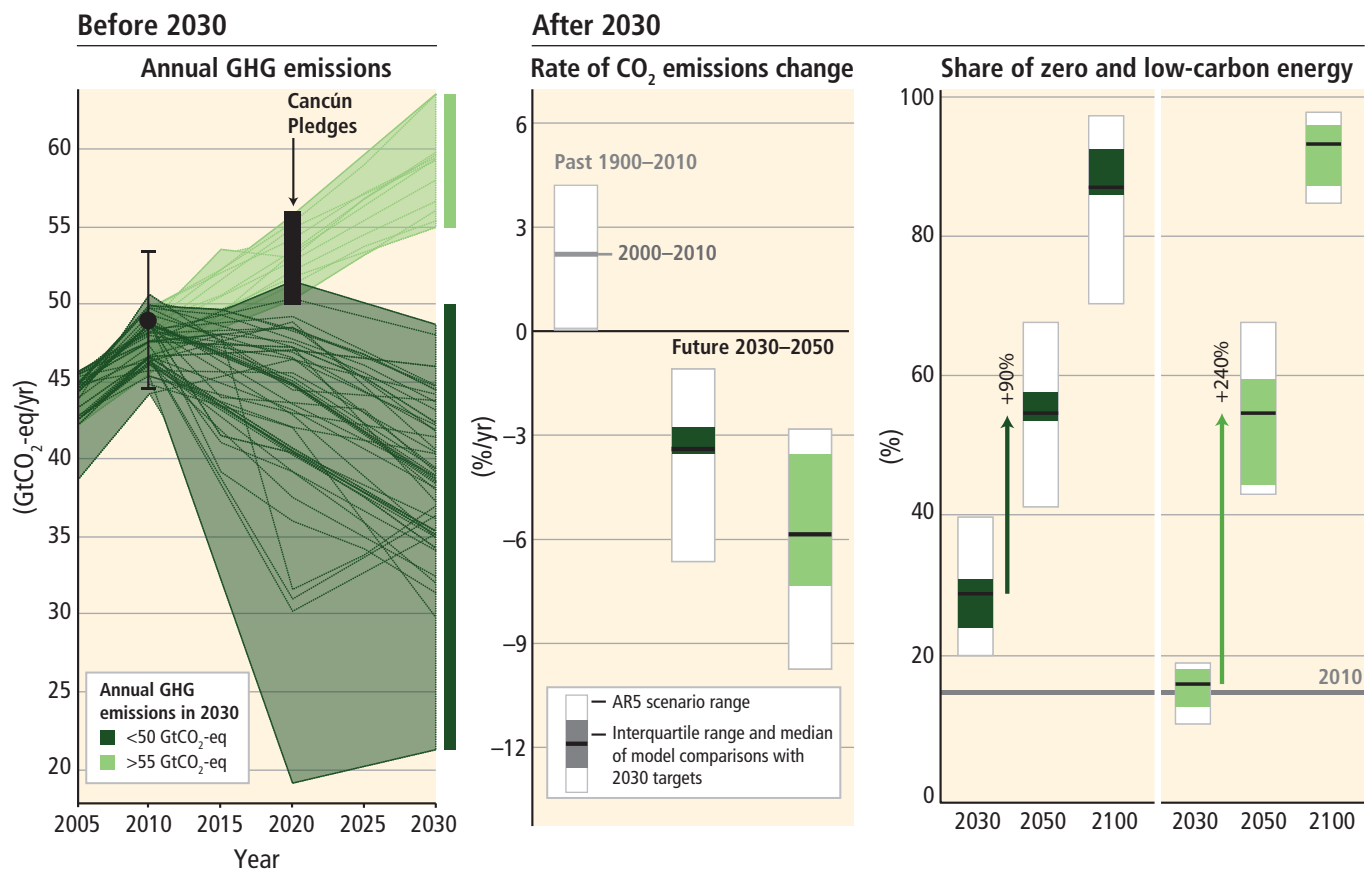 Before 2030
Annual GHG emissions
Cancún
Pledges
60
55
50
45
40
35
30
25
20
(GtCO2-eq/yr)
Annual GHG
emissions in 2030
<50 GtCO2-eq
>55 GtCO2-eq
2005 2010 2015 2020 2025 2030
Year
After 2030
Rate of CO2 emissions change
6
3
0
–3
–6
–9
–12
(%/yr)
Past 1900–2010
2000–2010
Future 2030–2050
AR5 scenario range
Interquartile range and median
of model comparisons with
2030 targets
Share of zero and low-carbon energy
100
80
60
40
20
0
(%)
+90%
+240%
2010
2030 2050 2100 2030 2050 2100